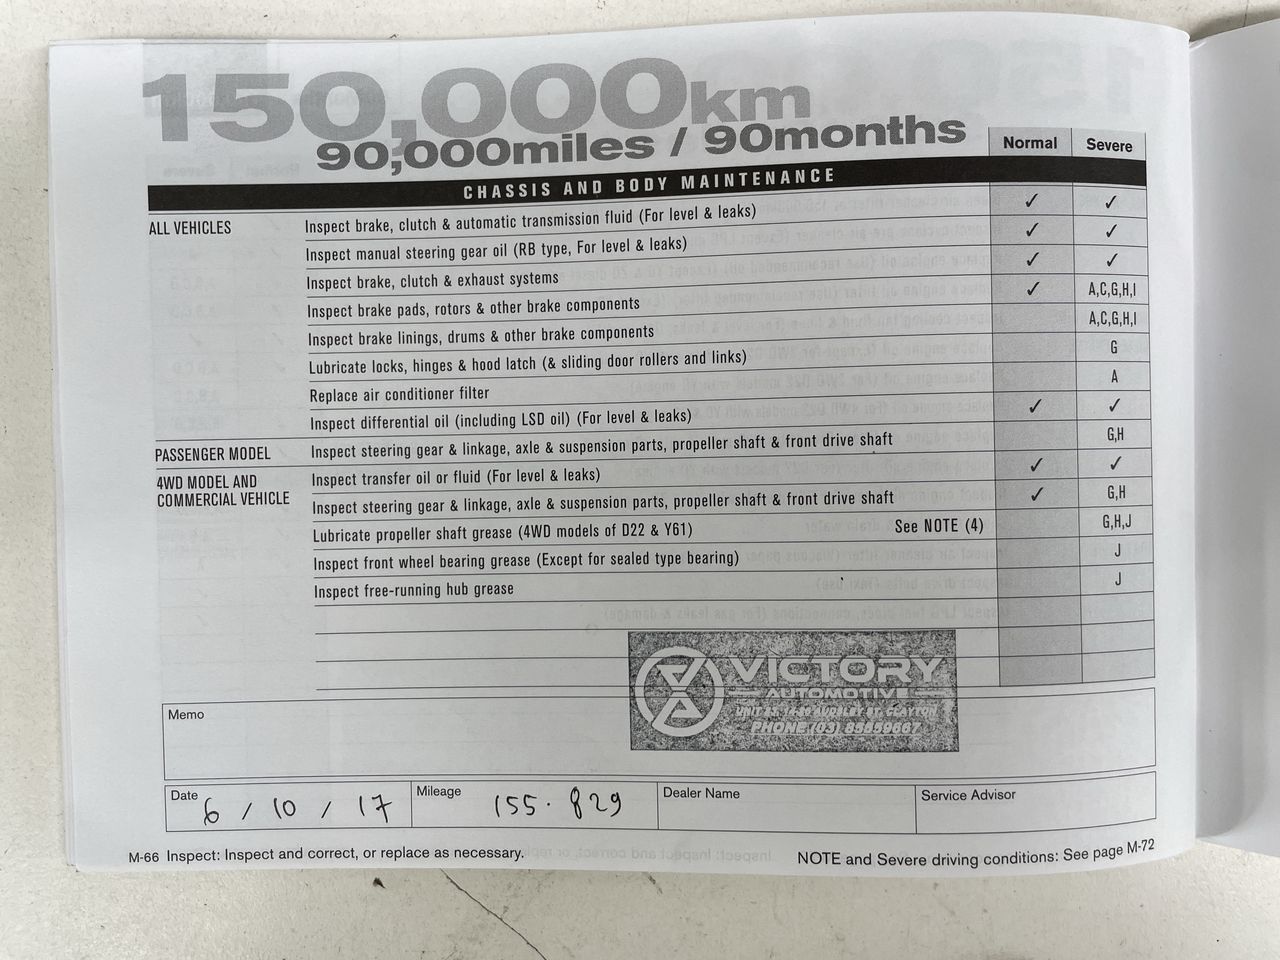 150,000km
90,000miles / 90months
Normal Severe
CHASSIS AND BODY MAINTENANCE
ALL VEHICLES Inspect brake, clutch & automatic transmission fluid (For level & leaks) ✓ ✓
Inspect manual steering gear oil (RB type, For level & leaks) ✓ ✓
Inspect brake, clutch & exhaust systems ✓ ✓
Inspect brake pads, rotors & other brake components ✓ A,C,G,H,I
Inspect brake linings, drums & other brake components A,C,G,H,I
Lubricate locks, hinges & hood latch (& sliding door rollers and links) G
Replace air conditioner filter A
Inspect differential oil (including LSD oil) (For level & leaks) ✓ ✓
PASSENGER MODEL Inspect steering gear & linkage, axle & suspension parts, propeller shaft & front drive shaft G,H
4WD MODEL AND Inspect transfer oil or fluid (For level & leaks) ✓ ✓
COMMERCIAL VEHICLE Inspect steering gear & linkage, axle & suspension parts, propeller shaft & front drive shaft ✓ G,H
Lubricate propeller shaft grease (4WD models of D22 & Y61) See NOTE (4) G,H,J
Inspect front wheel bearing grease (Except for sealed type bearing) J
Inspect free-running hub grease J
VICTORY
AUTOMOTIVE
ST, CLAYTON
PHONE (03) 85859667
Memo
Date 6 / 10 / 17 Mileage 155.829 Dealer Name Service Advisor
M-66 Inspect: Inspect and correct, or replace as necessary. NOTE and Severe driving conditions: See page M-72